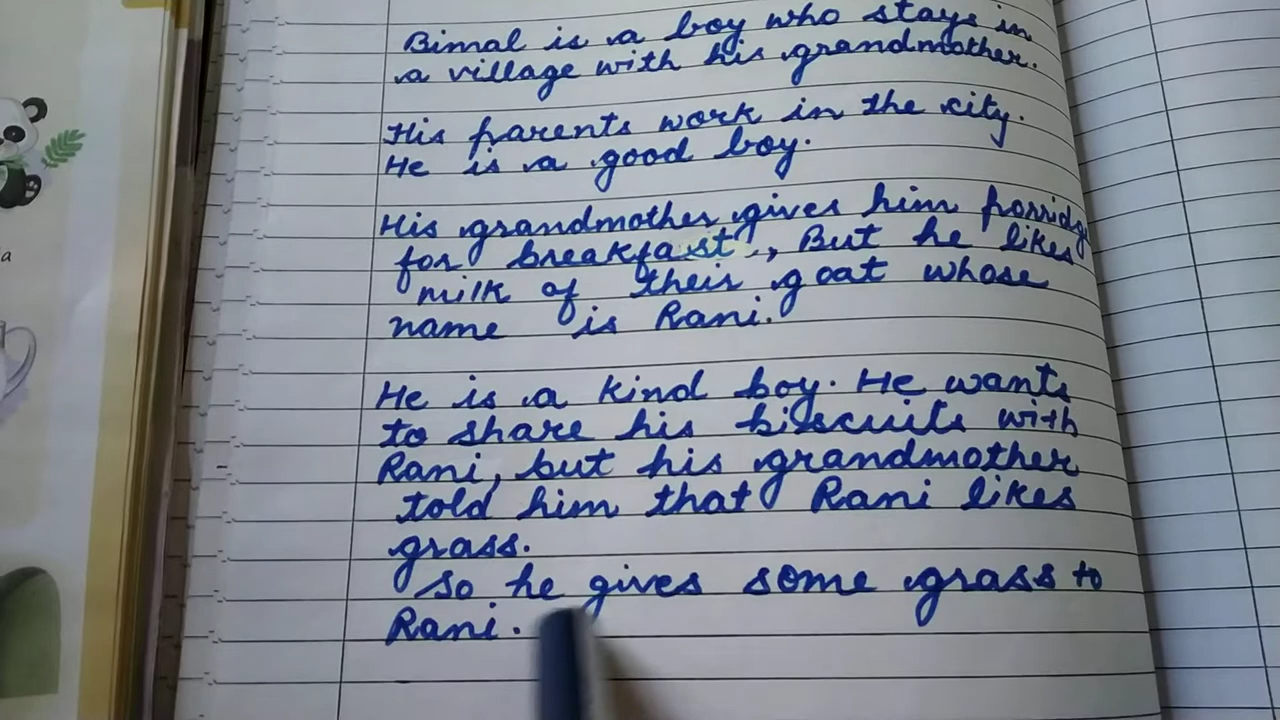 Bimal is a boy who stays in
a village with his grandmother.
His parents work in the city.
He is a good boy.
His grandmother gives him porridg
for breakfast., But he likes
milk of their goat whose
name is Rani.
He is a kind boy. He wants
to share his biscuits with
Rani, but his grandmother
told him that Rani likes
grass.
So he gives some grass to
Rani.
a